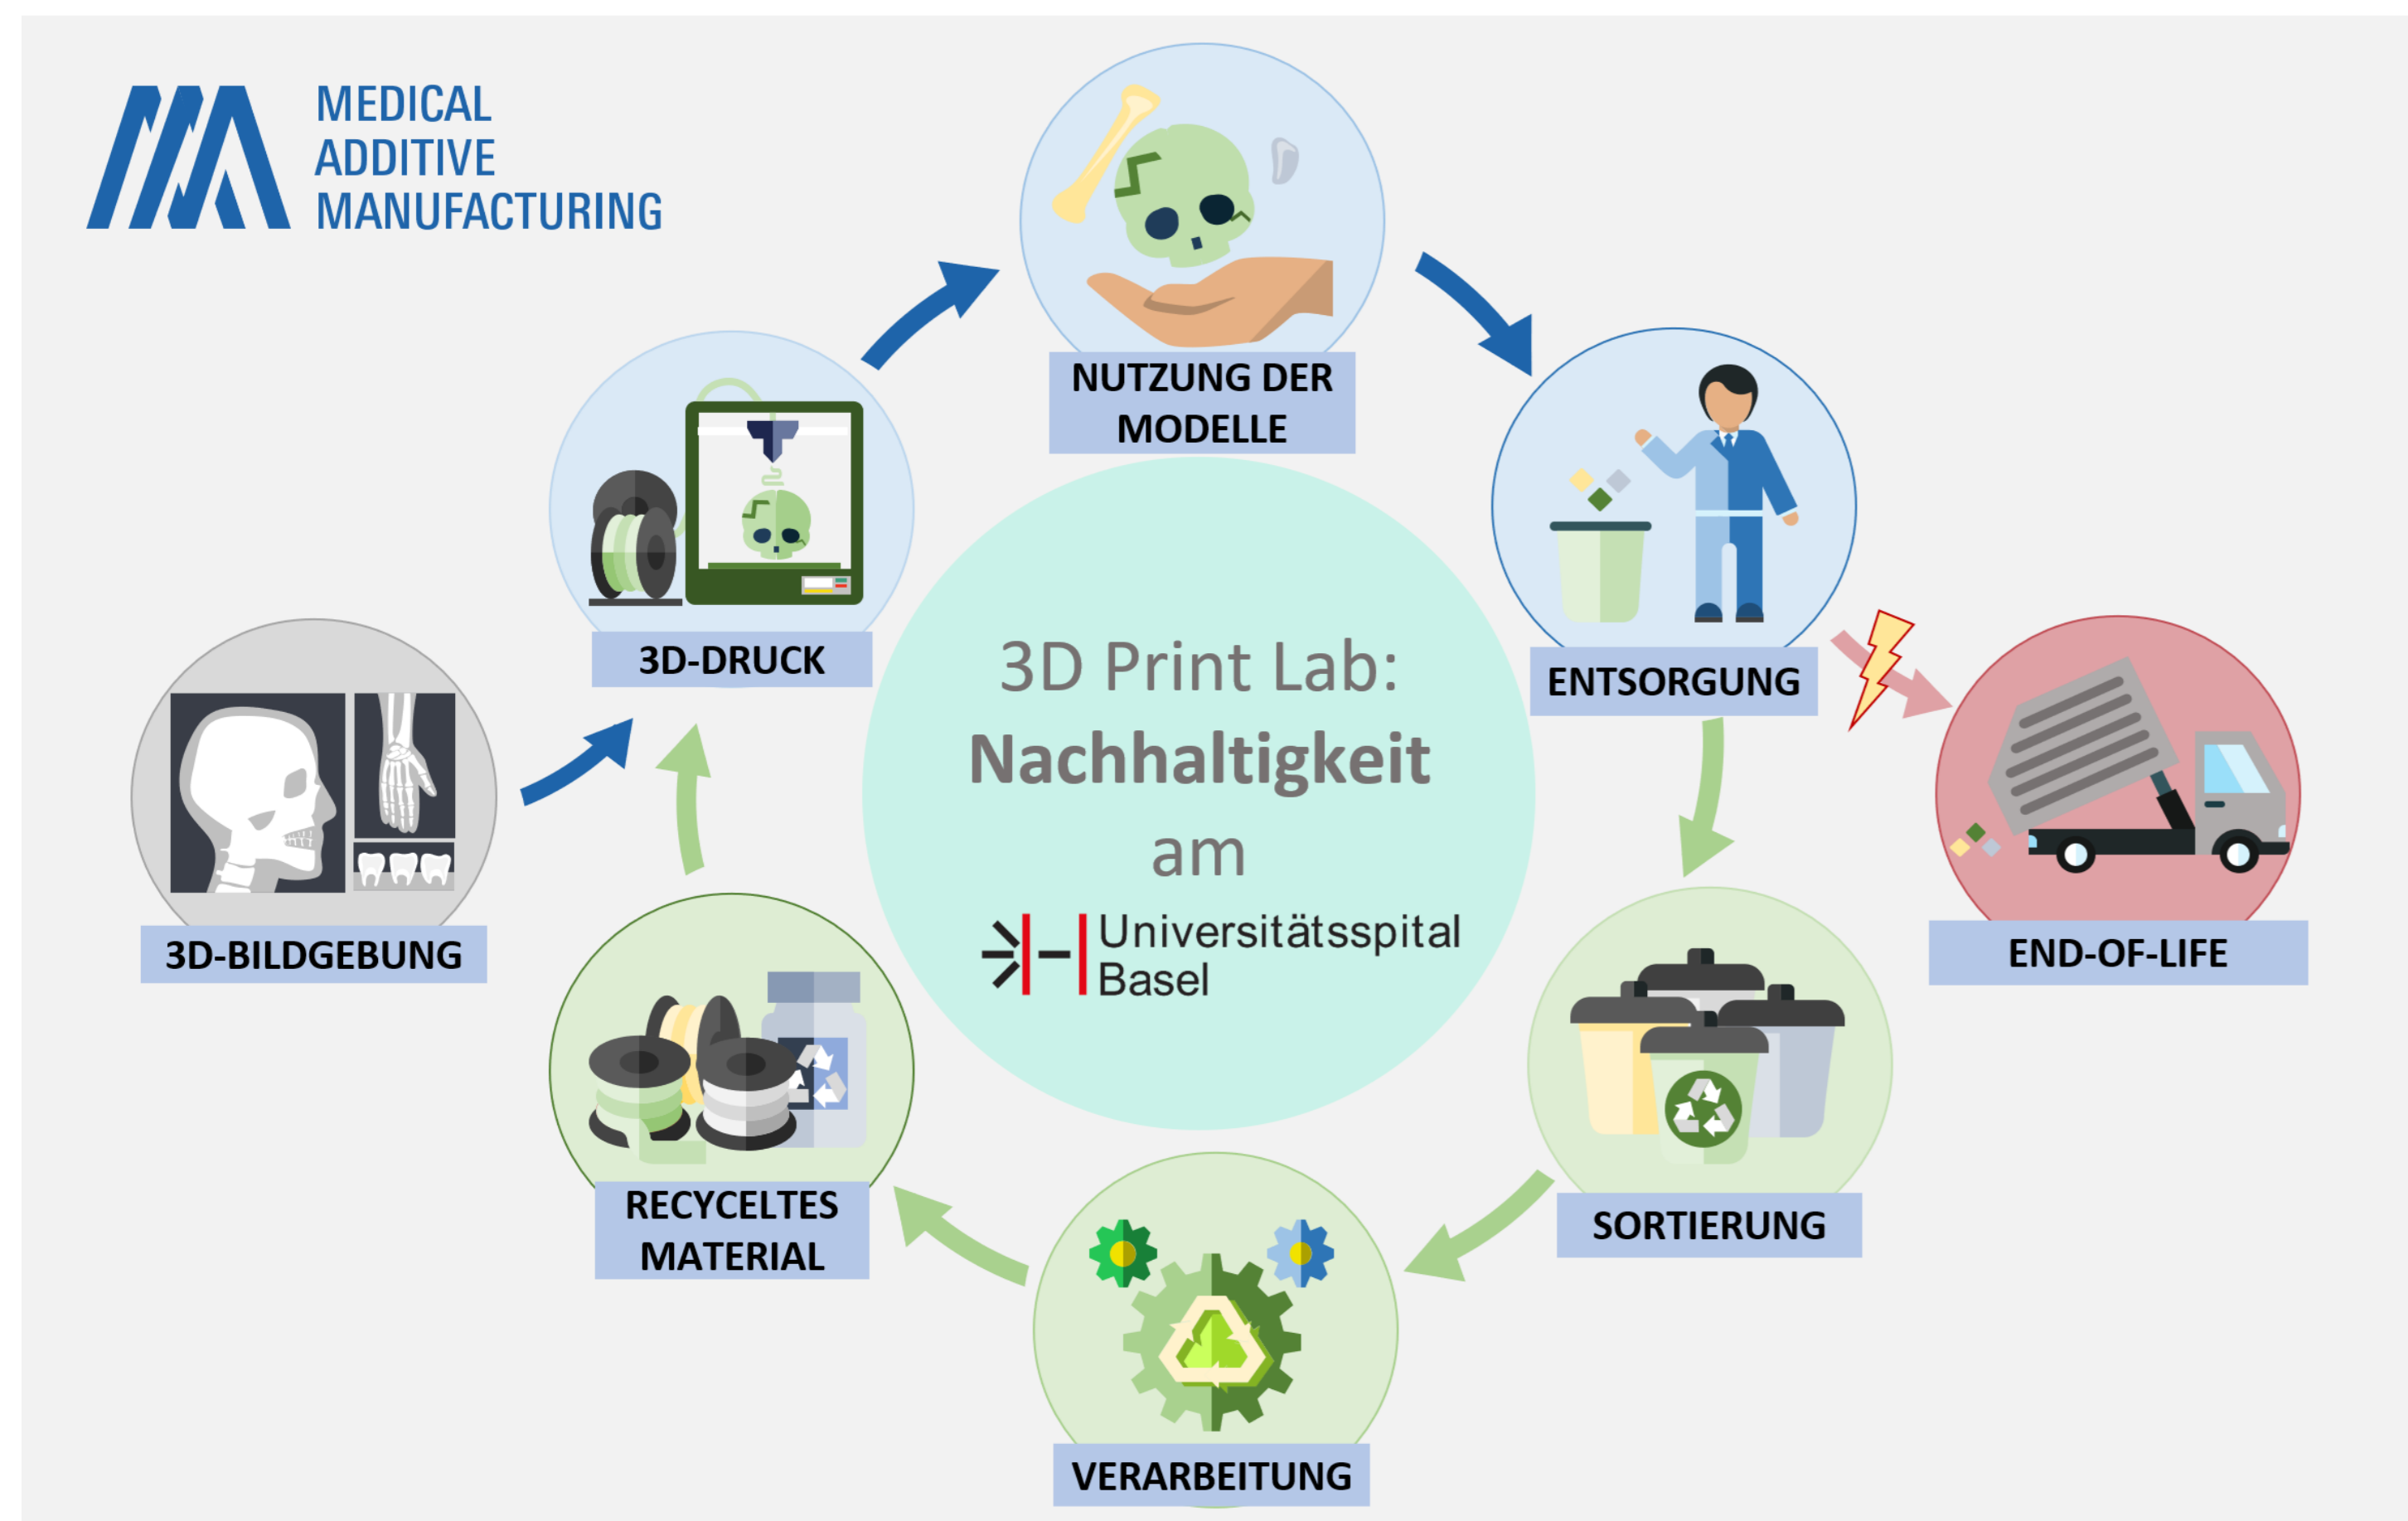 MEDICAL
ADDITIVE
MANUFACTURING
NUTZUNG DER
MODELLE
3D-DRUCK
ENTSORGUNG
3D-BILDGEBUNG
END-OF-LIFE
3D Print Lab:
Nachhaltigkeit
am
Universitätsspital
Basel
RECYCELTES
MATERIAL
SORTIERUNG
VERARBEITUNG